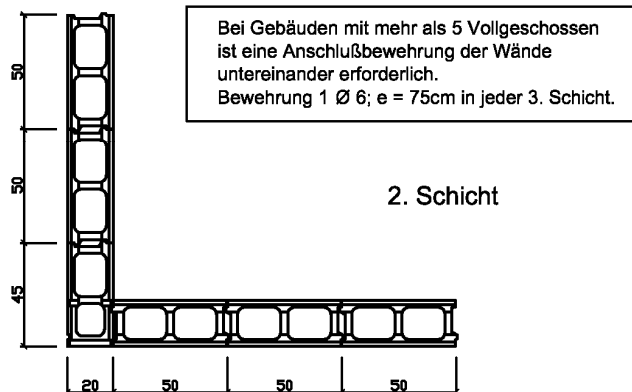 Bei Gebäuden mit mehr als 5 Vollgeschossen
ist eine Anschlußbewehrung der Wände
untereinander erforderlich.
Bewehrung 1 Ø 6; e = 75cm in jeder 3. Schicht.
2. Schicht
50
50
45
20 50 50 50